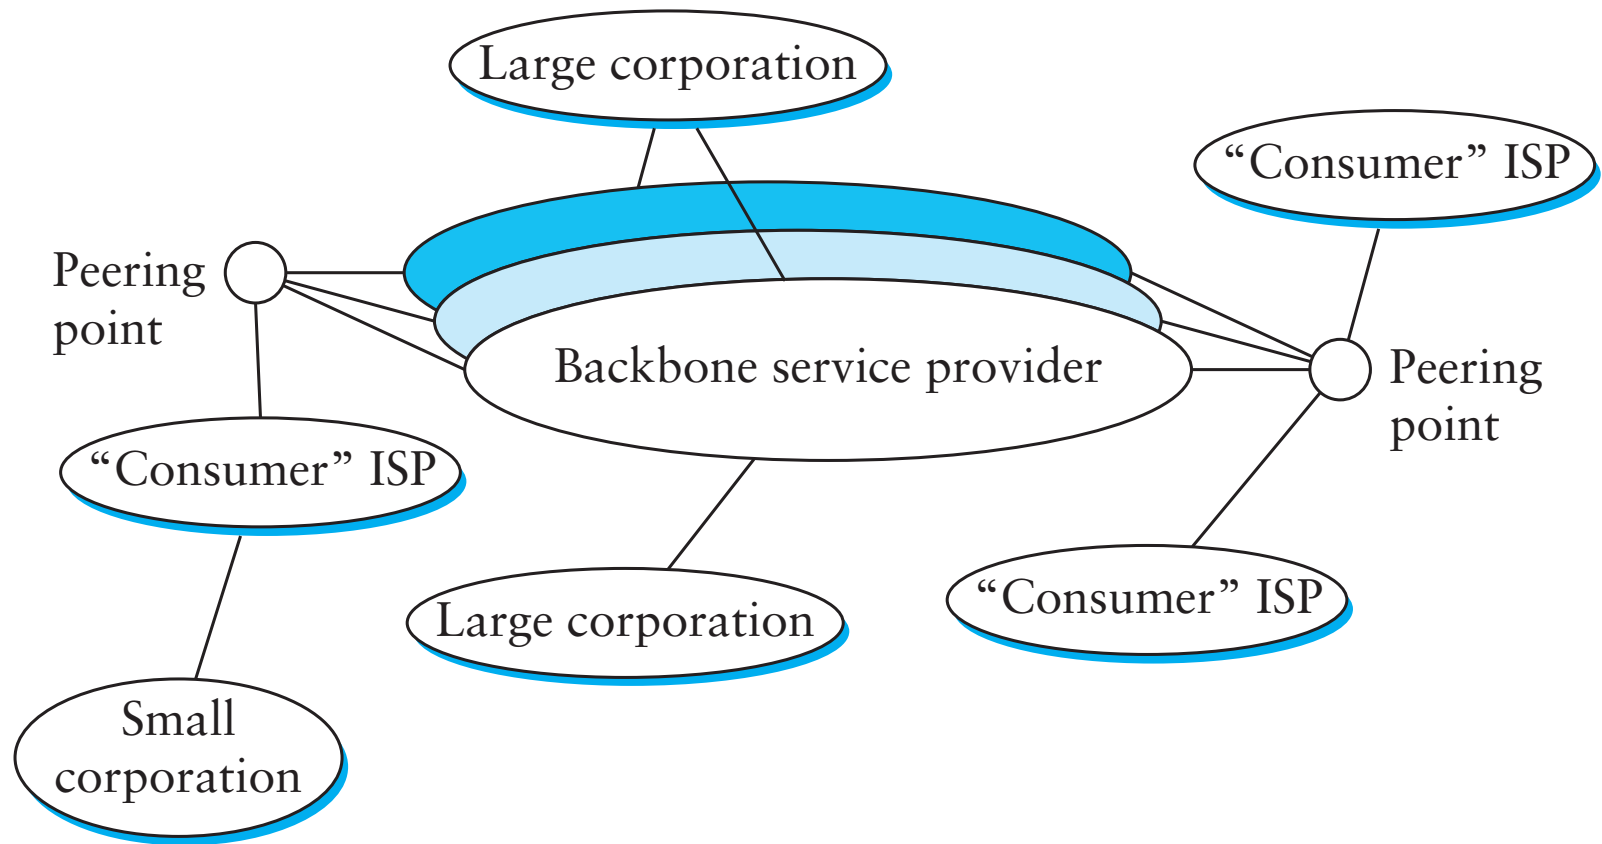 Large corporation
“Consumer” ISP
Peering
point
Backbone service provider
Peering
point
“Consumer” ISP
Large corporation
“Consumer” ISP
Small
corporation